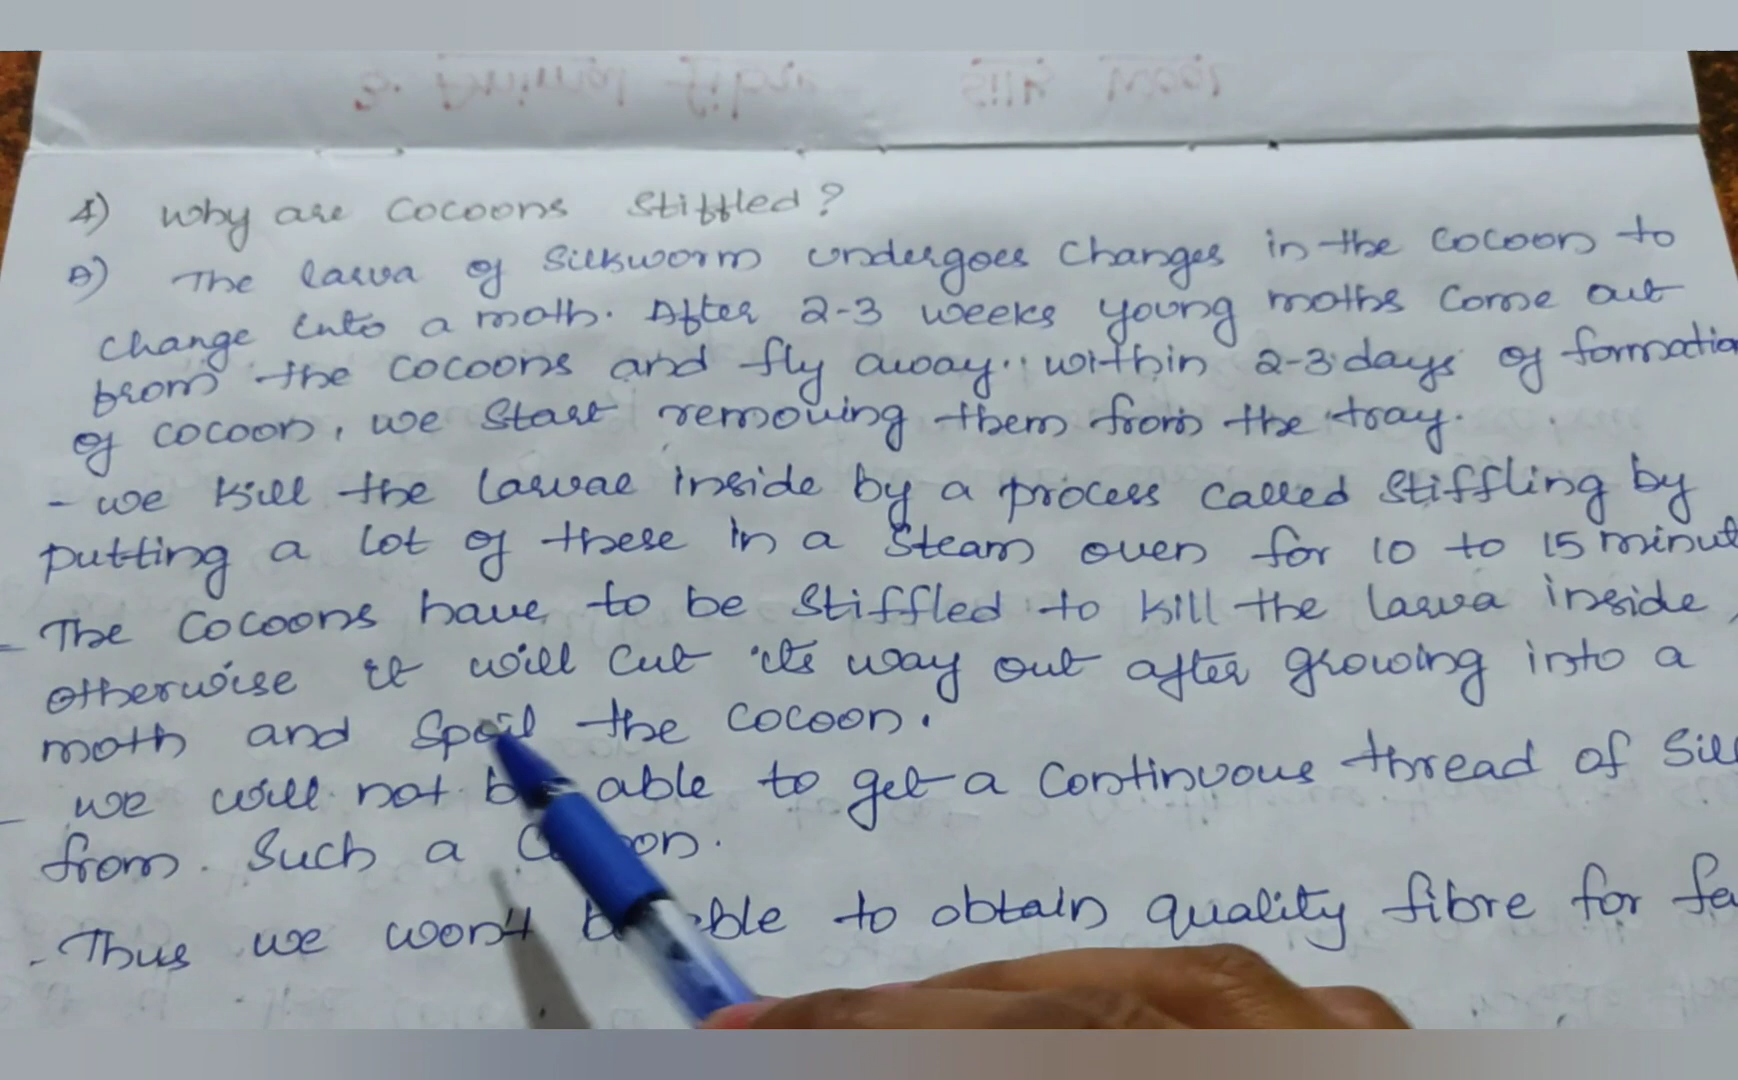 4) Why are Cocoons Stiffled?
A) The larva of Silkworm undergoes Changes in the Cocoon to
change into a moth. After 2-3 weeks young moths come out
from the cocoons and fly away. within 2-3 days of formation
of cocoon, we Start removing them from the tray.
- we kill the larvae inside by a process called Stiffling by
putting a lot of these in a Steam oven for 10 to 15 minut
- The Cocoons have to be Stiffled to kill the larva inside,
otherwise it will cut its way out after growing into a
moth and Spoil the Cocoon.
- we will not be able to get a Continuous thread of Sil
from. Such a
- Thus we won't able to obtain quality fibre for fa